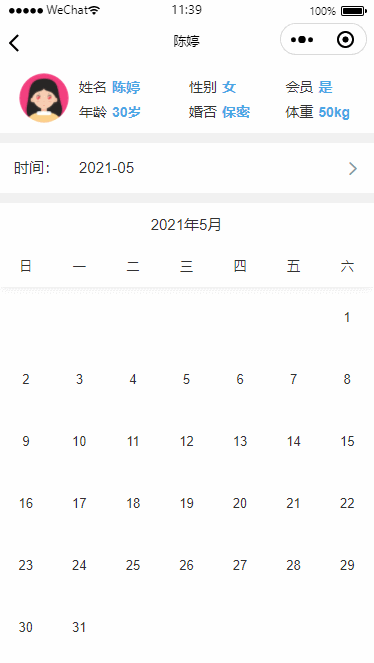 WeChat 11:39 100%
陈婷
姓名 陈婷 性别 女 会员 是
年龄 30岁 婚否 保密 体重 50kg
时间： 2021-05
2021年5月
日 一 二 三 四 五 六
1
2 3 4 5 6 7 8
9 10 11 12 13 14 15
16 17 18 19 20 21 22
23 24 25 26 27 28 29
30 31